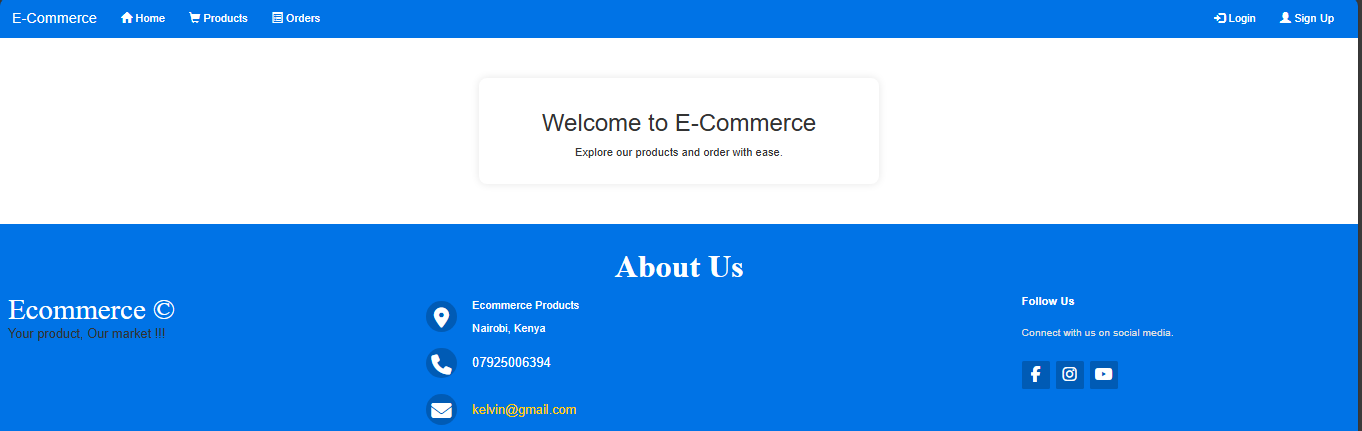 E-Commerce Home Products Orders Login Sign Up
Welcome to E-Commerce
Explore our products and order with ease.
About Us
Ecommerce ©
Your product, Our market !!!
Ecommerce Products
Nairobi, Kenya
07925006394
kelvin@gmail.com
Follow Us
Connect with us on social media.